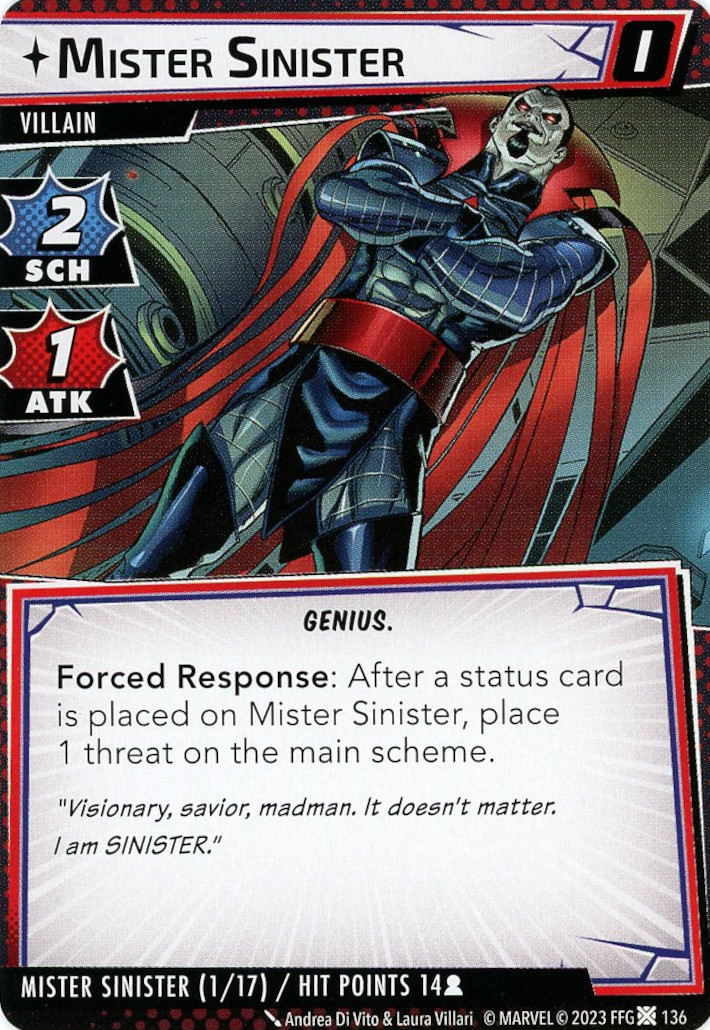 MISTER SINISTER
I
VILLAIN
2
SCH
1
ATK
GENIUS.
Forced Response: After a status card
is placed on Mister Sinister, place
1 threat on the main scheme.
"Visionary, savior, madman. It doesn't matter.
I am SINISTER."
MISTER SINISTER (1/17) / HIT POINTS 14
Andrea Di Vito & Laura Villari © MARVEL © 2023 FFG 136